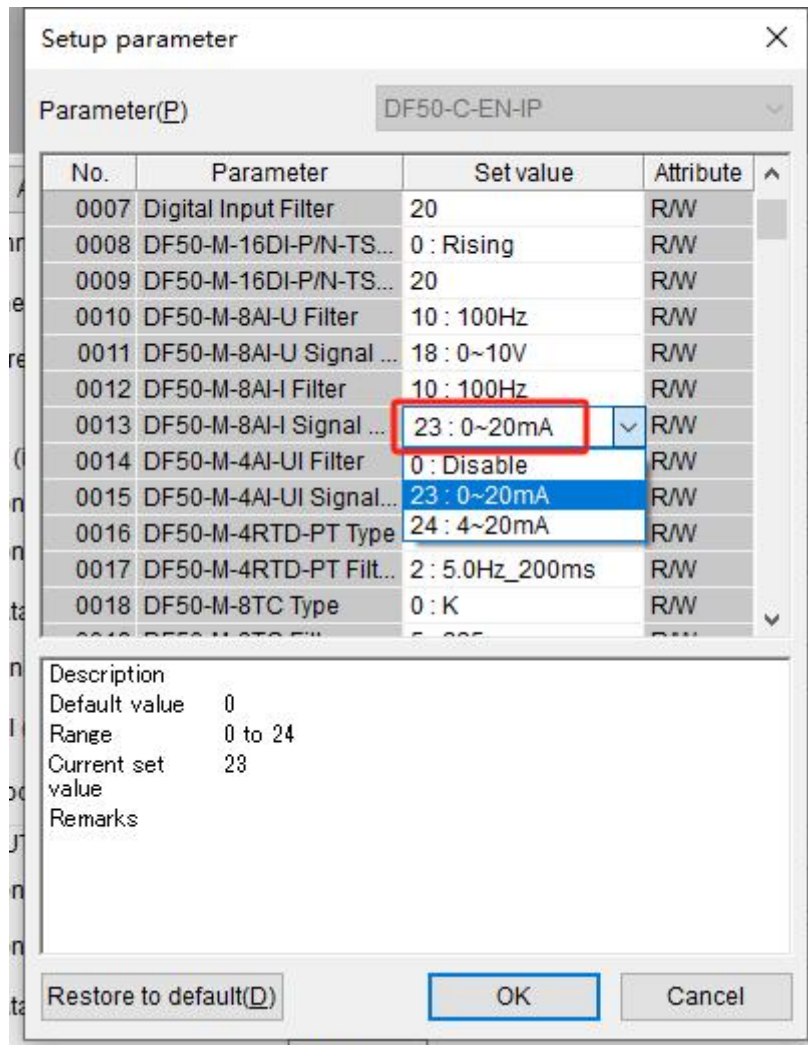 Setup parameter
Parameter(P) DF50-C-EN-IP
No. Parameter Set value Attribute
0007 Digital Input Filter 20 R/W
0008 DF50-M-16DI-P/N-TS... 0 : Rising R/W
0009 DF50-M-16DI-P/N-TS... 20 R/W
0010 DF50-M-8AI-U Filter 10 : 100Hz R/W
0011 DF50-M-8AI-U Signal ... 18 : 0~10V R/W
0012 DF50-M-8AI-I Filter 10 : 100Hz R/W
0013 DF50-M-8AI-I Signal ... 23 : 0~20mA R/W
0014 DF50-M-4AI-UI Filter 0 : Disable R/W
0015 DF50-M-4AI-UI Signal... 23 : 0~20mA R/W
0016 DF50-M-4RTD-PT Type 24 : 4~20mA R/W
0017 DF50-M-4RTD-PT Filt... 2 : 5.0Hz_200ms R/W
0018 DF50-M-8TC Type 0 : K R/W
Description
Default value 0
Range 0 to 24
Current set 23
value
Remarks
Restore to default(D) OK Cancel